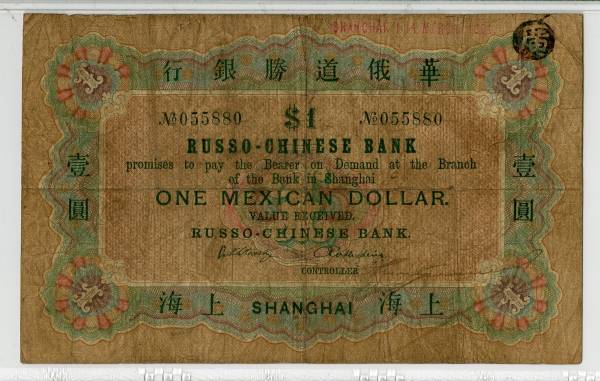 SHANGHAI
廣
行銀勝道俄華
№055880 $1 №055880
RUSSO-CHINESE BANK
promises to pay the Bearer on Demand at the Branch
of the Bank in Shanghai
ONE MEXICAN DOLLAR.
VALUE RECEIVED.
RUSSO-CHINESE BANK.
CONTROLLER
壹圓
壹圓
海上 SHANGHAI 海上